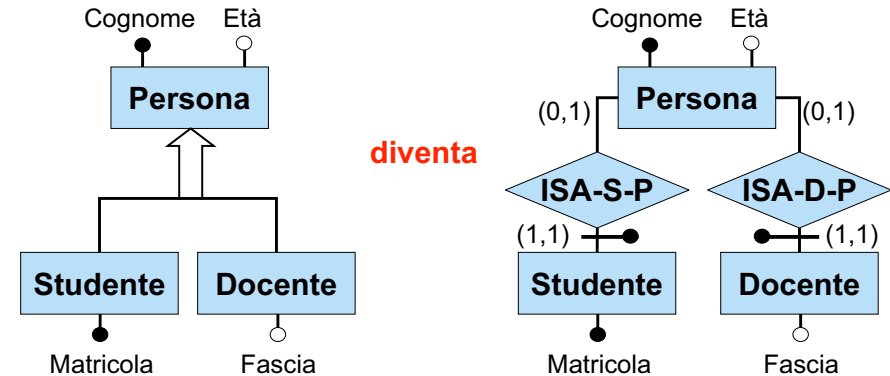 Cognome Età
Persona
Studente Docente
Matricola Fascia
diventa
Cognome Età
(0,1) Persona (0,1)
ISA-S-P ISA-D-P
(1,1) (1,1)
Studente Docente
Matricola Fascia